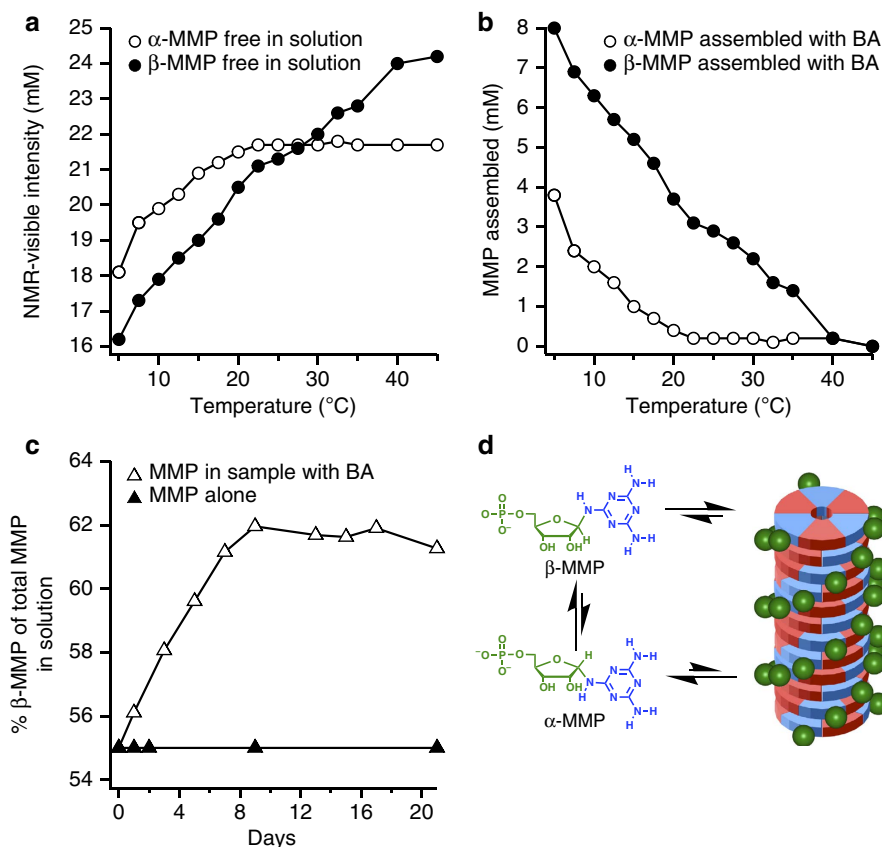 a
α-MMP free in solution
β-MMP free in solution
NMR-visible intensity (mM)
25
24
23
22
21
20
19
18
17
16
10
20
30
40
Temperature (°C)
b
α-MMP assembled with BA
β-MMP assembled with BA
MMP assembled (mM)
8
7
6
5
4
3
2
1
0
10
20
30
40
Temperature (°C)
c
MMP in sample with BA
MMP alone
% β-MMP of total MMP
in solution
64
62
60
58
56
54
0
4
8
12
16
20
Days
d
H
N–H
H
N
N
N
N
O
⁻O–P–O
O⁻
O
H
OH OH
N–H
H
β-MMP
O
⁻O–P–O
O⁻
O
H
OH OH
N
H
N
N
N
H
N–H
N–H
H
α-MMP